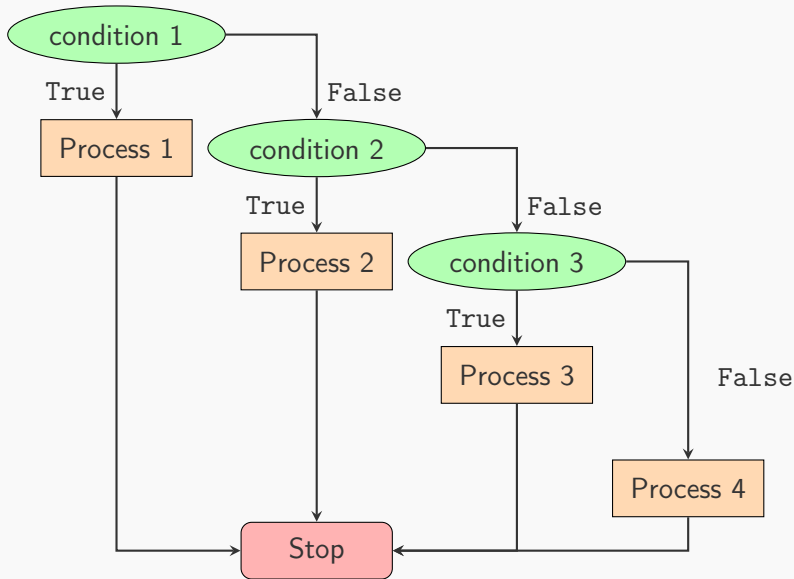 condition 1
True
False
Process 1
condition 2
True
False
Process 2
condition 3
True
False
Process 3
Process 4
Stop